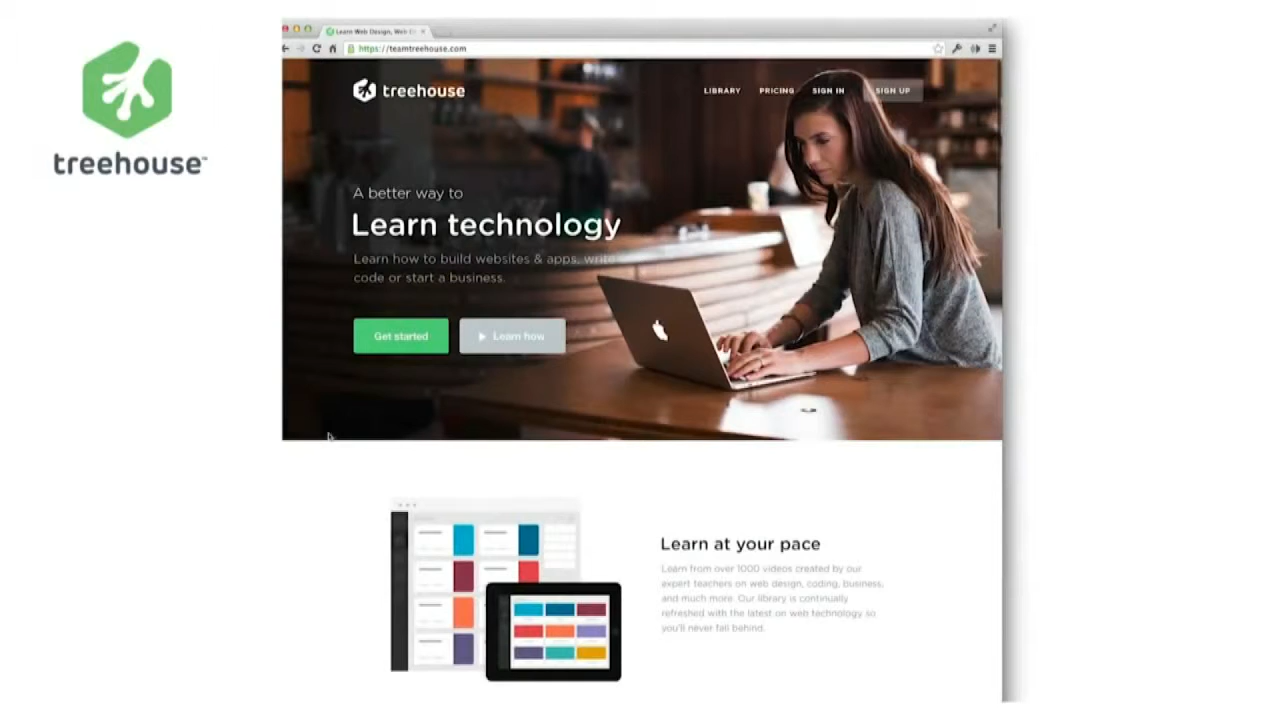 treehouse™
Learn Web Design, Web C
https://teamtreehouse.com
treehouse
LIBRARY PRICING SIGN IN SIGN UP
A better way to
Learn technology
Learn how to build websites & apps, write
code or start a business.
Get started Learn how
Learn at your pace
Learn from over 1000 videos created by our
expert teachers on web design, coding, business,
and much more. Our library is continually
refreshed with the latest on web technology so
you'll never fall behind.